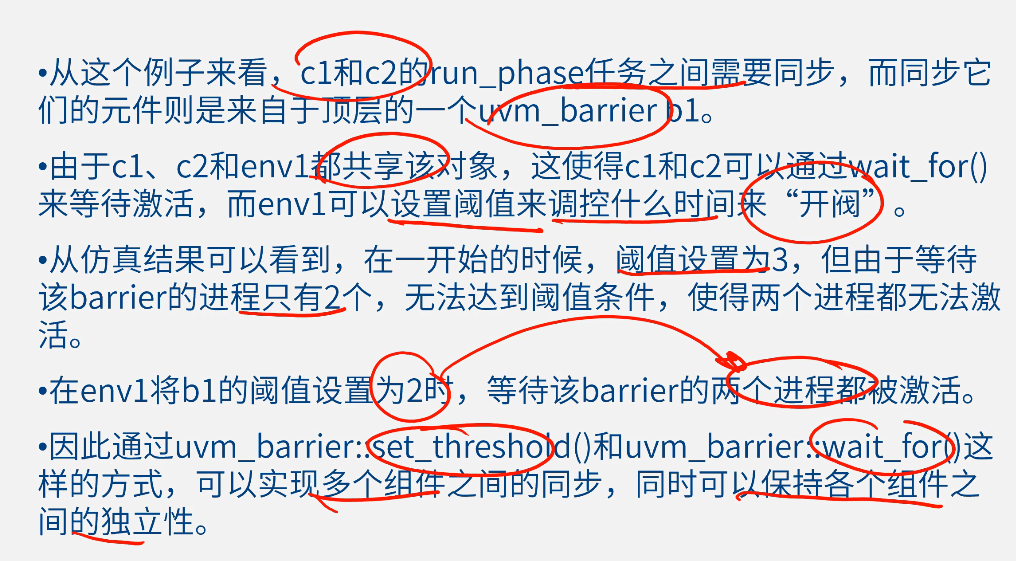 •从这个例子来看，c1和c2的run_phase任务之间需要同步，而同步它
们的元件则是来自于顶层的一个uvm_barrier b1。
•由于c1、c2和env1都共享该对象，这使得c1和c2可以通过wait_for()
来等待激活，而env1可以设置阈值来调控什么时间来“开阀”。
•从仿真结果可以看到，在一开始的时候，阈值设置为3，但由于等待
该barrier的进程只有2个，无法达到阈值条件，使得两个进程都无法激
活。
•在env1将b1的阈值设置为2时，等待该barrier的两个进程都被激活。
•因此通过uvm_barrier::set_threshold()和uvm_barrier::wait_for()这
样的方式，可以实现多个组件之间的同步，同时可以保持各个组件之
间的独立性。